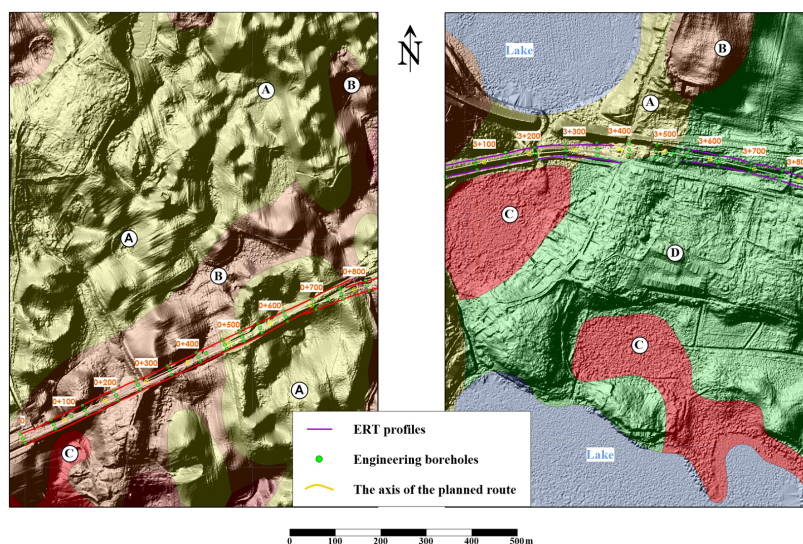 A
B
A
B
0+800
0+700
0+600
0+500
0+400
0+300
0+200
0+100
0
A
C
N
Lake
B
A
3+100
3+200
3+300
3+400
3+500
3+600
3+700
3+80
C
D
C
Lake
ERT profiles
Engineering boreholes
The axis of the planned route
0 100 200 300 400 500m